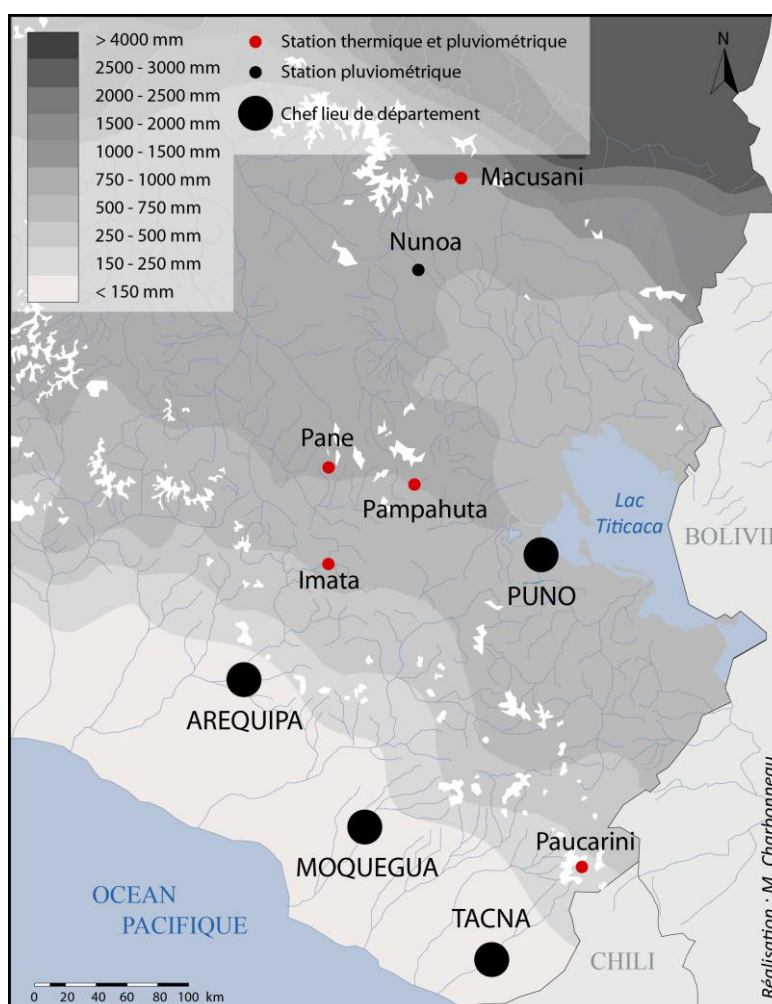 > 4000 mm
2500 - 3000 mm
2000 - 2500 mm
1500 - 2000 mm
1000 - 1500 mm
750 - 1000 mm
500 - 750 mm
250 - 500 mm
150 - 250 mm
< 150 mm
Station thermique et pluviométrique
Station pluviométrique
Chef lieu de département
N
Macusani
Nunoa
Pane
Pampahuta
Lac
Titicaca
BOLIVIE
Imata
PUNO
AREQUIPA
MOQUEGUA
Paucarini
OCEAN
PACIFIQUE
TACNA
CHILI
0 20 40 60 80 100 km
Réalisation : M. Charbonneau